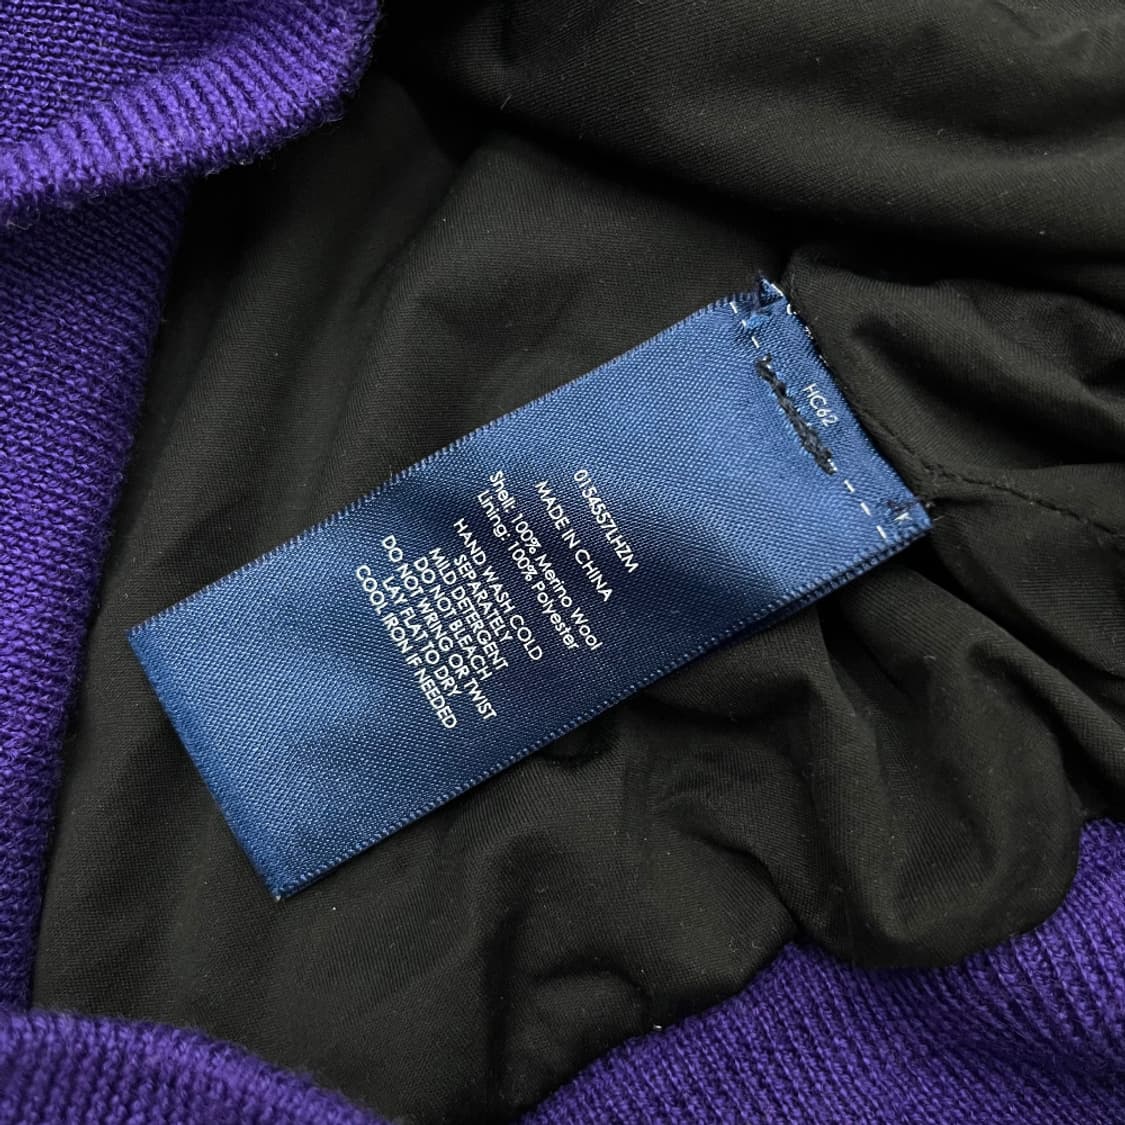 HC62
0154557LHZM
MADE IN CHINA
Shell: 100% Merino Wool
Lining: 100% Polyester
HAND WASH COLD
SEPARATELY
MILD DETERGENT
DO NOT BLEACH
DO NOT WRING OR TWIST
LAY FLAT TO DRY
COOL IRON IF NEEDED